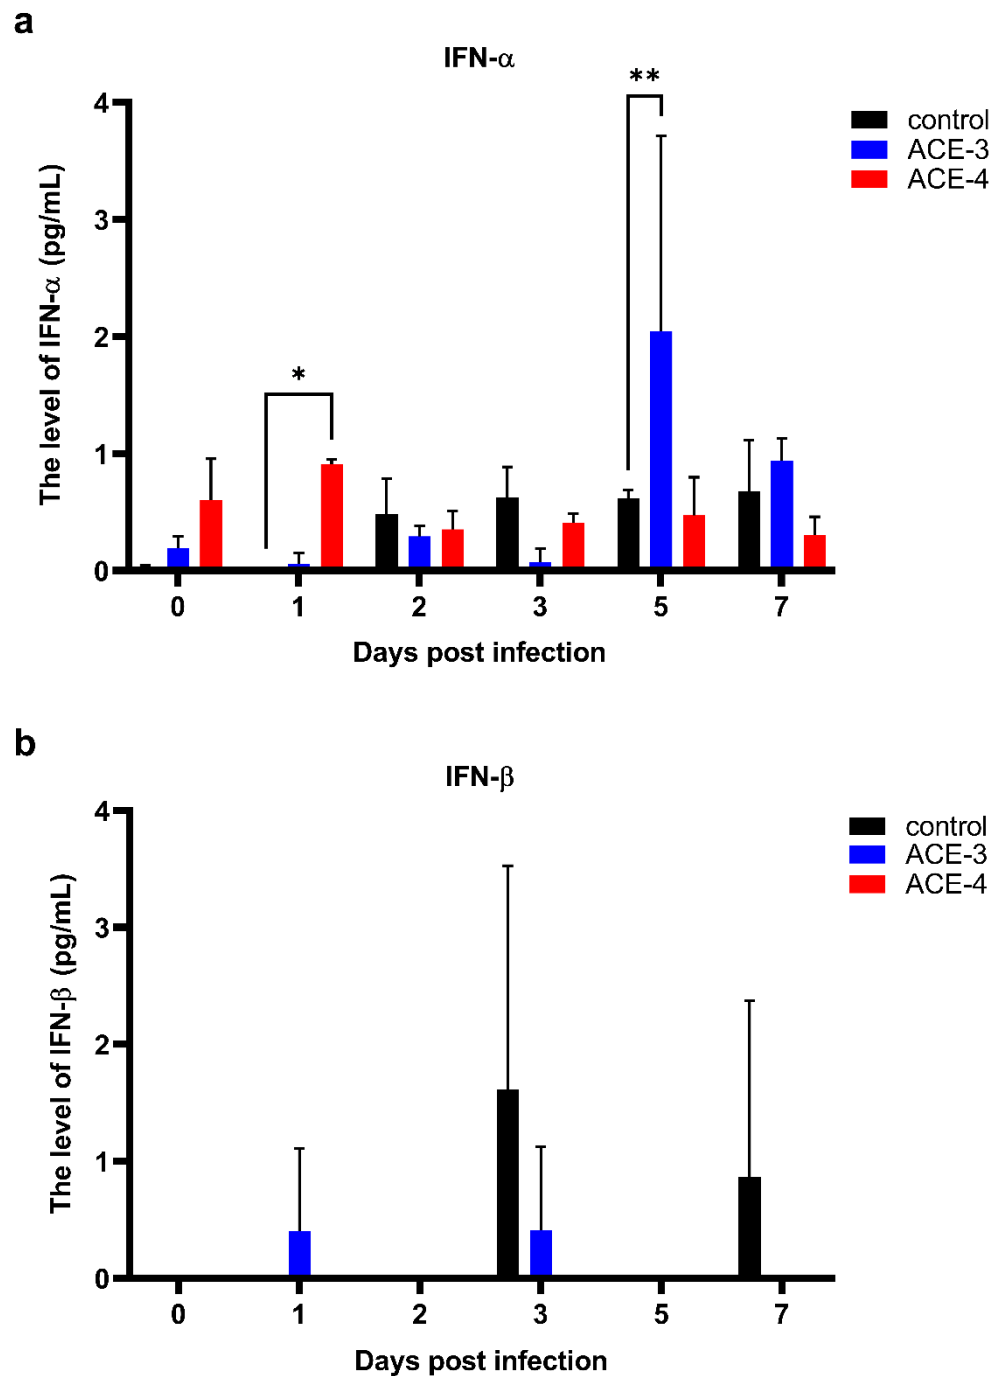 a
IFN-α
The level of IFN-α (pg/mL)
4
3
2
1
0
*
**
control
ACE-3
ACE-4
0 1 2 3 5 7
Days post infection
b
IFN-β
The level of IFN-β (pg/mL)
4
3
2
1
0
control
ACE-3
ACE-4
0 1 2 3 5 7
Days post infection